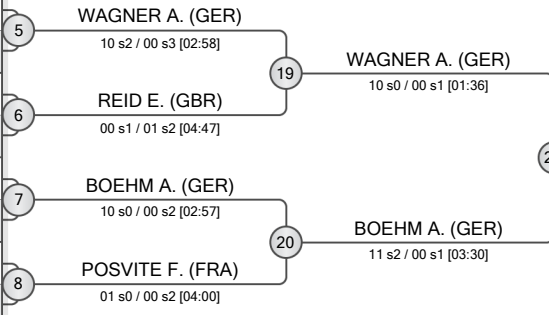 WAGNER A. (GER)
5
10 s2 / 00 s3 [02:58]
19
WAGNER A. (GER)
10 s0 / 00 s1 [01:36]
REID E. (GBR)
6
00 s1 / 01 s2 [04:47]
2
BOEHM A. (GER)
7
10 s0 / 00 s2 [02:57]
20
BOEHM A. (GER)
11 s2 / 00 s1 [03:30]
POSVITE F. (FRA)
8
01 s0 / 00 s2 [04:00]